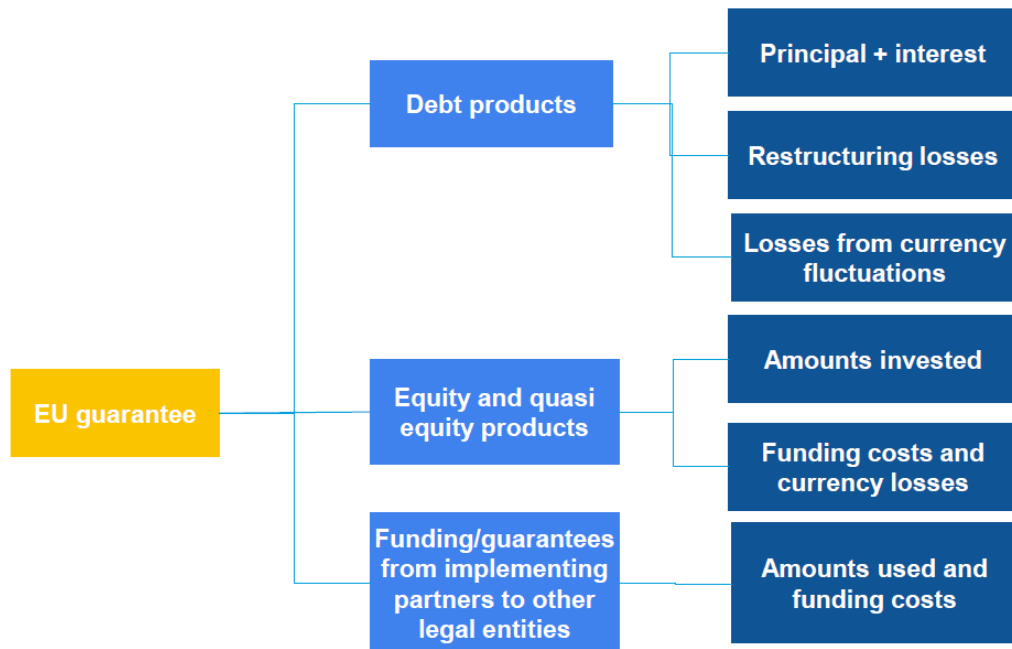 EU guarantee
Debt products
Principal + interest
Restructuring losses
Losses from currency
fluctuations
Equity and quasi
equity products
Amounts invested
Funding costs and
currency losses
Funding/guarantees
from implementing
partners to other
legal entities
Amounts used and
funding costs